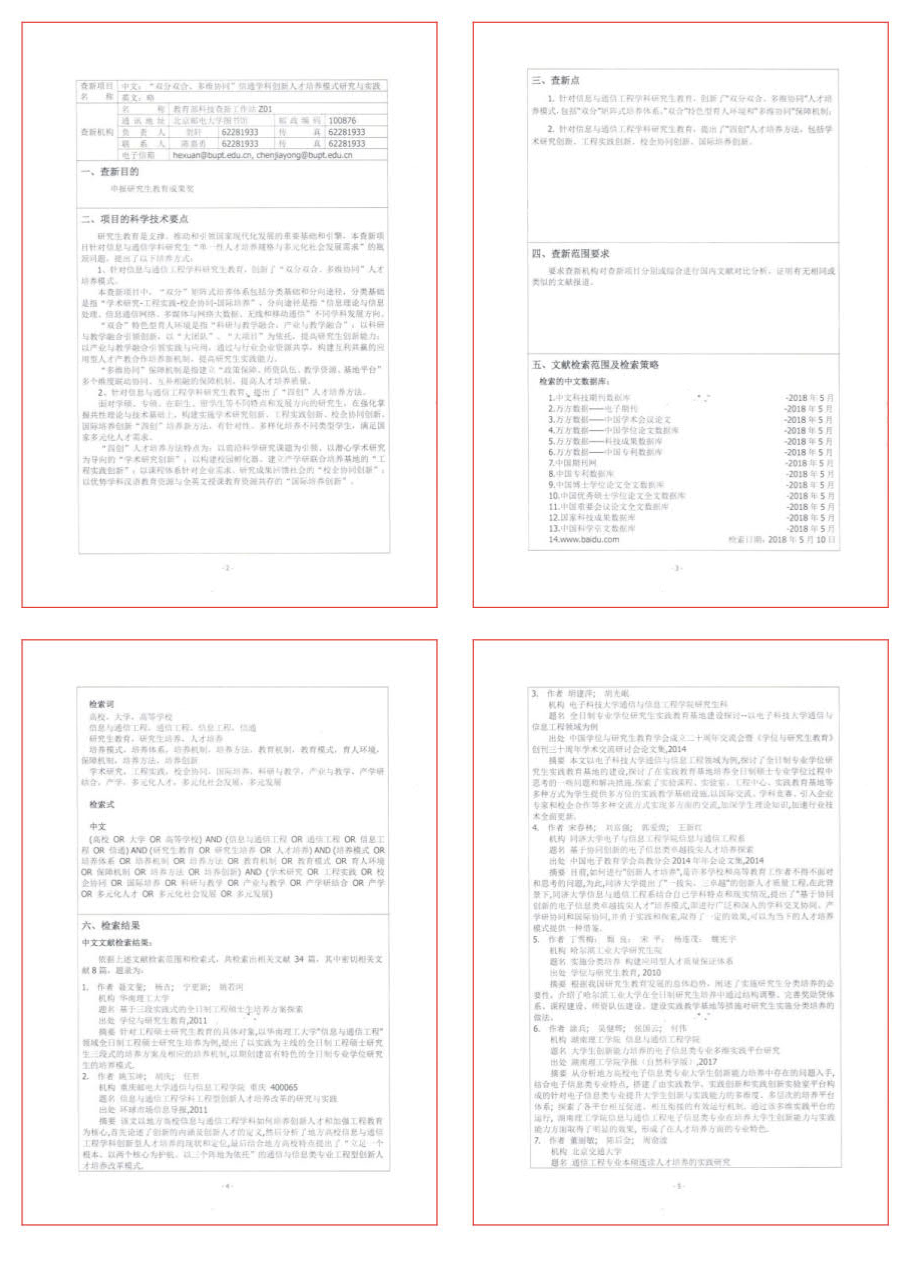 查新项目名称 中文:“双分双合、多维协同”信通学科创新人才培养模式研究与实践
英文:略
查新机构 名 称 教育部科技查新工作站 Z01
通讯地址 北京邮电大学图书馆 邮政编码 100876
负责人 62281933 传真 62281933
联系人 62281933 传真 62281933
电子信箱 hexuan@bupt.edu.cn, chenjiayong@bupt.edu.cn
一、查新目的
申报研究生教育成果奖
二、项目的科学技术要点
研究生教育是支撑、推动和引领国家现代化发展的重要基础和引擎。本查新项
目针对信息与通信学科研究生“单一性人才培养规格与多元化社会发展需求”的瓶
颈问题,提出了以下培养方式:
1、针对信息与通信工程学科研究生教育,创新了“双分双合、多维协同”人才
培养模式。
本查新项目中,“双分”矩阵式培养体系包括分类基础和分向途径,分类基础
是指“学术研究-工程实践-校企协同-国际培养”,分向途径是指“信息理论与信息
处理、信息通信网络、多媒体与网络大数据、无线和移动通信”不同学科发展方向。
“双合”特色型育人环境是指“科研与教学融合,产业与教学融合”:以科研
与教学融合引领创新,以“大团队”、“大项目”为依托,提高研究生创新能力;
以产业与教学融合引领实践与应用,通过与行业企业资源共享,构建互利共赢的应
用型人才产教合作培养新机制,提高研究生实践能力。
“多维协同”保障机制是指建立“政策保障、师资队伍、教学资源、基地平台”
多个维度联动协同、互补相融的保障机制,提高人才培养质量。
2、针对信息与通信工程学科研究生教育,提出了“四创”人才培养方法。
面对学硕、专硕、在职生、留学生等不同特点和发展方向的研究生,在强化掌
握共性理论与技术基础上,构建实施学术研究创新、工程实践创新、校企协同创新、
国际培养创新“四创”培养新方法,有针对性、多样化培养不同类型学生,满足国
家多元化人才需求。
“四创”人才培养方法特点为:以前沿科学研究课题为引领、以潜心学术研究
为导向的“学术研究创新”;以构建校园孵化器、建立产学研联合培养基地的“工
程实践创新”;以课程体系针对企业需求、研究成果回馈社会的“校企协同创新”;
以优势学科汉语教育资源与全英文授课教育资源共存的“国际培养创新”。
- 2 -
三、查新点
1、针对信息与通信工程学科研究生教育,创新了“双分双合、多维协同”人才培
养模式,包括“双分”矩阵式培养体系、“双合”特色型育人环境和“多维协同”保障机制;
2、针对信息与通信工程学科研究生教育,提出了“四创”人才培养方法,包括学
术研究创新、工程实践创新、校企协同创新、国际培养创新。
四、查新范围要求
要求查新机构对查新项目分别或综合进行国内文献对比分析,证明有无相同或
类似的文献报道。
五、文献检索范围及检索策略
检索的中文数据库:
1.中文科技期刊数据库 -2018 年 5 月
2.万方数据——电子期刊 -2018 年 5 月
3.万方数据——中国学术会议论文 -2018 年 5 月
4.万方数据——中国学位论文数据库 -2018 年 5 月
5.万方数据——科技成果数据库 -2018 年 5 月
6.万方数据——中国专利数据库 -2018 年 5 月
7.中国期刊网 -2018 年 5 月
8.中国专利数据库 -2018 年 5 月
9.中国博士学位论文全文数据库 -2018 年 5 月
10.中国优秀硕士学位论文全文数据库 -2018 年 5 月
11.中国重要会议论文全文数据库 -2018 年 5 月
12.国家科技成果数据库 -2018 年 5 月
13.中国科学引文数据库 -2018 年 5 月
14.www.baidu.com 检索日期:2018 年 5 月 10 日
- 3 -
检索词
高校、大学、高等学校
信息与通信工程,通信工程,信息工程,信通
研究生教育,研究生培养、人才培养
培养模式,培养体系,培养机制,培养方法,教育机制,教育模式,育人环境,
保障机制,培养方法,培养创新
学术研究,工程实践,校企协同,国际培养、科研与教学、产业与教学、产学研
结合、产学,多元化人才、多元化社会发展,多元发展
检索式
中文
(高校 OR 大学 OR 高等学校) AND (信息与通信工程 OR 通信工程 OR 信息工
程 OR 信通) AND (研究生教育 OR 研究生培养 OR 人才培养) AND (培养模式 OR
培养体系 OR 培养机制 OR 培养方法 OR 教育机制 OR 教育模式 OR 育人环境
OR 保障机制 OR 培养方法 OR 培养创新) AND (学术研究 OR 工程实践 OR 校
企协同 OR 国际培养 OR 科研与教学 OR 产业与教学 OR 产学研结合 OR 产学
OR 多元化人才 OR 多元化社会发展 OR 多元发展)
六、检索结果
中文文献检索结果:
依据上述文献检索范围和检索式,共检索出相关文献 34 篇,其中密切相关文
献 8 篇,题录为:
1. 作者
机构 华南理工大学
题名 基于三段实践式的全日制工程硕士生培养方案探索
出处 学位与研究生教育,2011
摘要 针对工程硕士研究生教育的具体对象,以华南理工大学“信息与通信工程”
领域全日制工程硕士研究生培养为例,提出了以实践为主线的全日制工程硕士研究
生三段式的培养方案及相应的培养机制,以期创建富有特色的全日制专业学位研究
生的培养模式。
2. 作者
机构 重庆邮电大学通信与信息工程学院 重庆 400065
题名 信息与通信工程学科工程型创新人才培养改革的研究与实践
出处 环球市场信息导报,2011
摘要 该文以地方高校信息与通信工程学科如何培养创新人才和加强工程教育
为核心,首先论述了创新的内涵及创新人才的定义,然后分析了地方高校信息与通信
工程学科创新型人才培养的现状和定位,最后结合地方高校特点提出了“立足一个
根本、以两个核心为护航、以三个阵地为依托”的通信与信息类专业工程型创新人
才培养改革模式。
- 4 -
3. 作者 胡建萍;
机构 电子科技大学通信与信息工程学院研究生科
题名 全日制专业学位研究生实践教育基地建设探讨—以电子科技大学通信与
信息工程领域为例
出处 中国学位与研究生教育学会成立二十周年交流会暨《学位与研究生教育》
创刊三十周年学术交流研讨会论文集,2014
摘要 本文以电子科技大学通信与信息工程领域为例,探讨了全日制专业学位研
究生实践教育基地的建设,探讨了在实践教育基地培养全日制硕士专业学位过程中
思考的一些问题和解决措施,探索了实验课程、实验室、工程中心、实践教育基地等
多种方式为学生提供多方位的实践教学基础设施,以国际交流、学科竞赛、引入企业
专家和校企合作等多种交流方式实现多方面的交流,加深学生理论知识,加速行业技
术全面更新。
4. 作者 宋春林; 刘富强;
机构 同济大学电子与信息工程学院信息与通信工程系
题名 基于协同创新的电子信息类卓越拔尖人才培养探索
出处 中国电子教育学会高教分会 2014 年年会论文集,2014
摘要 目前,如何进行“创新人才培养”,是许多学校和高等教育工作者不得不面对
和思考的问题,为此,同济大学提出了“一拔尖、三卓越”的创新人才质量工程,在此背
景下,同济大学信息与通信工程系结合自己学科特点和现实情况,提出了“基于协同
创新的电子信息类卓越拔尖人才”培养模式,即进行广泛和深入的学科交叉协同、产
学研协同和国际协同,并勇于实践和探索,取得了一定的效果,可以为当下的人才培养
模式提供一种借鉴。
5. 作者 丁雪梅; 甄良; 宋平; 杨连茂; 魏宪宇
机构 哈尔滨工业大学研究生院
题名 实施分类培养 构建应用型人才质量保证体系
出处 学位与研究生教育, 2010
摘要 根据我国研究生教育发展的总体趋势,阐述了实施研究生分类培养的必
要性。介绍了哈尔滨工业大学在全日制研究生培养中通过结构调整、完善奖助贷体
系、课程建设、师资队伍建设、建设实践教学基地等措施对研究生实施分类培养的
做法。
6. 作者 涂兵; 吴健辉; 张国云; 付伟
机构 湖南理工学院 信息与通信工程学院
题名 大学生创新能力培养的电子信息类专业多维实践平台研究
出处 湖南理工学院学报(自然科学版),2017
摘要 从分析地方高校电子信息类专业大学生创新能力培养中存在的问题入手,
结合电子信息类专业特点,搭建了由实践教学、实践创新和实践创新实验室平台构
成的针对电子信息类专业提升大学生创新与实践能力的多维度、多层次的培养平台
体系;探索了各平台相互促进、相互衔接的有效运行机制。通过该多维实践平台的
运行,湖南理工学院信息与通信工程电子信息类专业在培养大学生创新能力与实践
能力方面取得了明显的效果,形成了在人才培养方面的专业特色。
7. 作者 董丽敏; 陈后金;
机构 北京交通大学
题名 通信工程专业本硕连读人才培养的实践研究
- 5 -